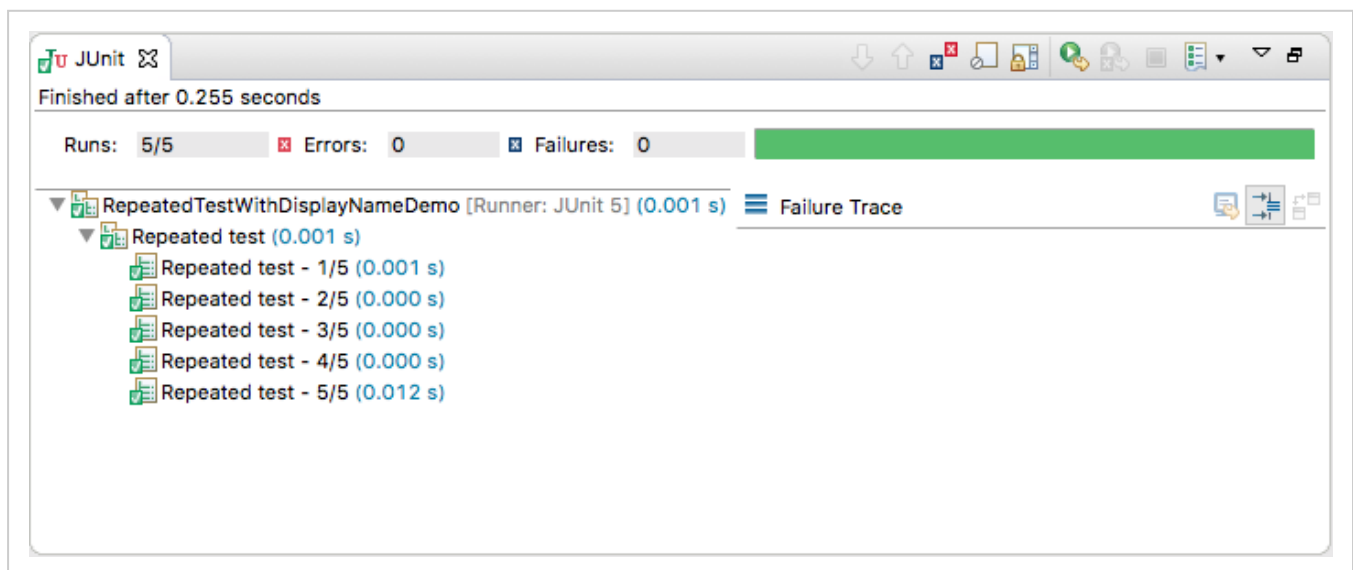 JUnit
Finished after 0.255 seconds
Runs: 5/5 Errors: 0 Failures: 0
RepeatedTestWithDisplayNameDemo [Runner: JUnit 5] (0.001 s)
Failure Trace
Repeated test (0.001 s)
Repeated test - 1/5 (0.001 s)
Repeated test - 2/5 (0.000 s)
Repeated test - 3/5 (0.000 s)
Repeated test - 4/5 (0.000 s)
Repeated test - 5/5 (0.012 s)